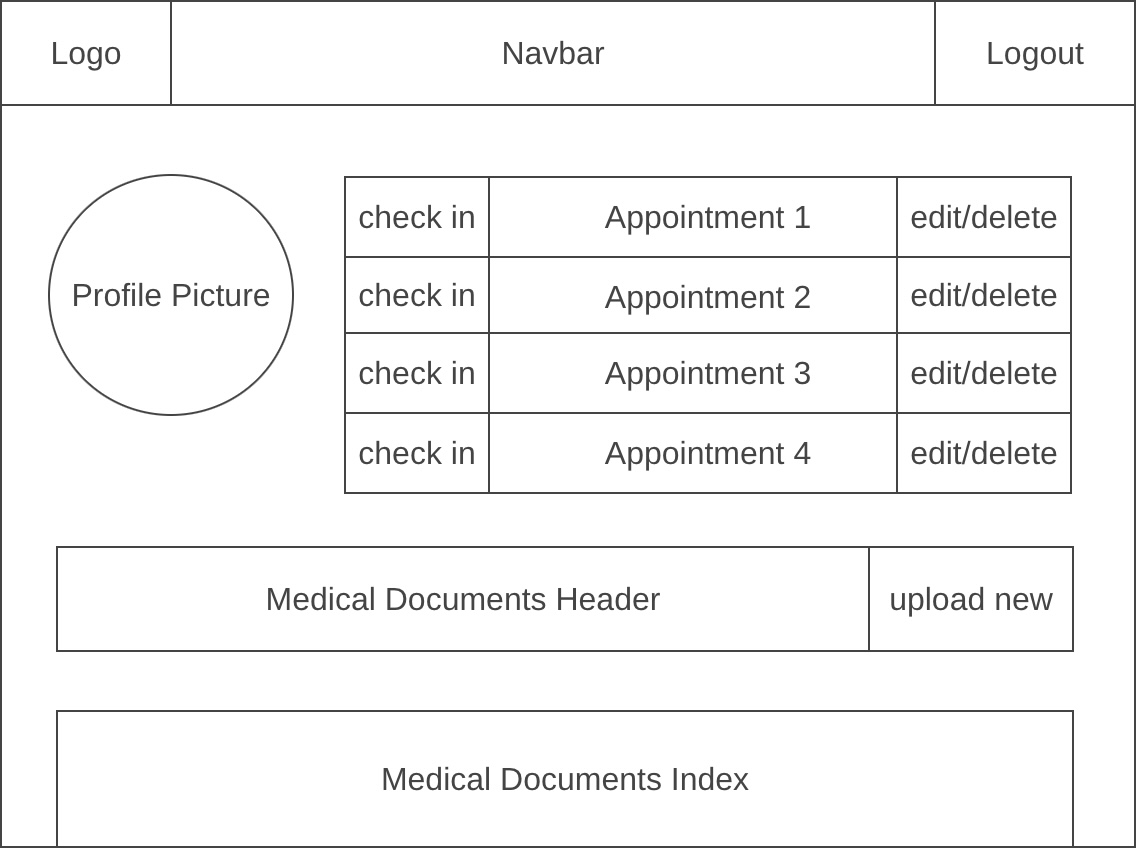 Logo
Navbar
Logout
Profile Picture
check in
Appointment 1
edit/delete
check in
Appointment 2
edit/delete
check in
Appointment 3
edit/delete
check in
Appointment 4
edit/delete
Medical Documents Header
upload new
Medical Documents Index